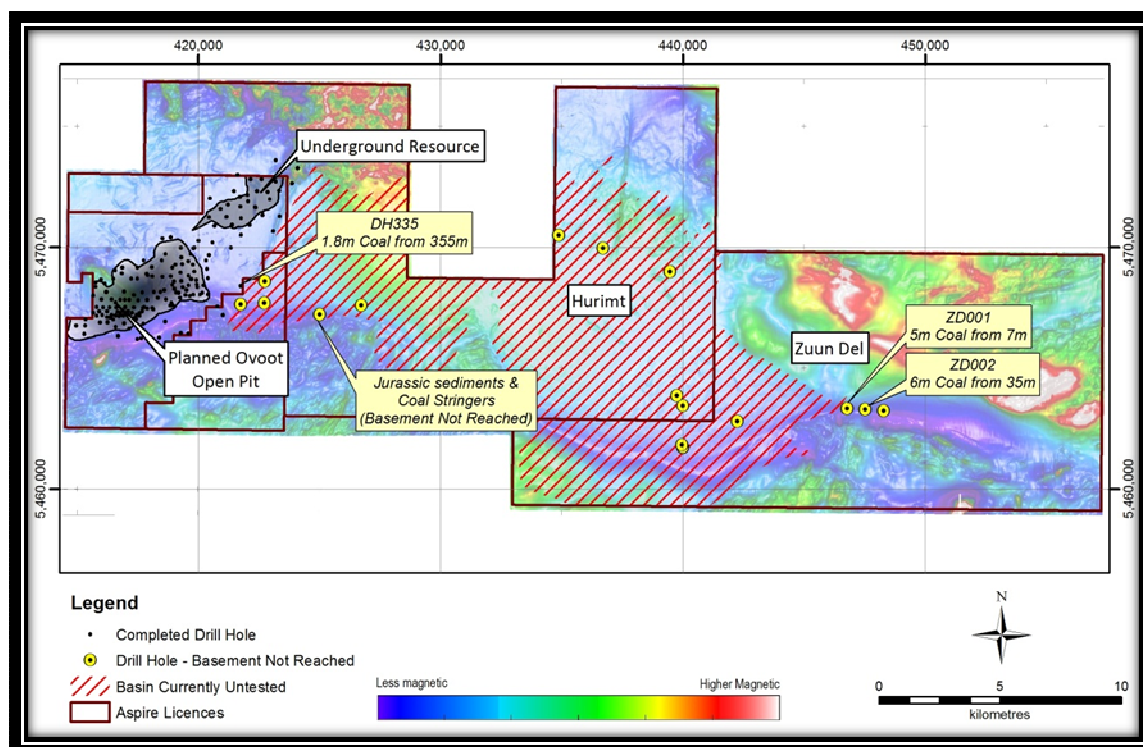 420,000
430,000
440,000
450,000
5,470,000
5,460,000
5,470,000
5,460,000
Underground Resource
DH335
1.8m Coal from 355m
Hurimt
ZD001
5m Coal from 7m
Zuun Del
ZD002
6m Coal from 35m
Planned Ovoot
Open Pit
Jurassic sediments &
Coal Stringers
(Basement Not Reached)
Legend
Completed Drill Hole
Drill Hole - Basement Not Reached
Basin Currently Untested
Aspire Licences
Less magnetic
Higher Magnetic
N
0
5
10
kilometres